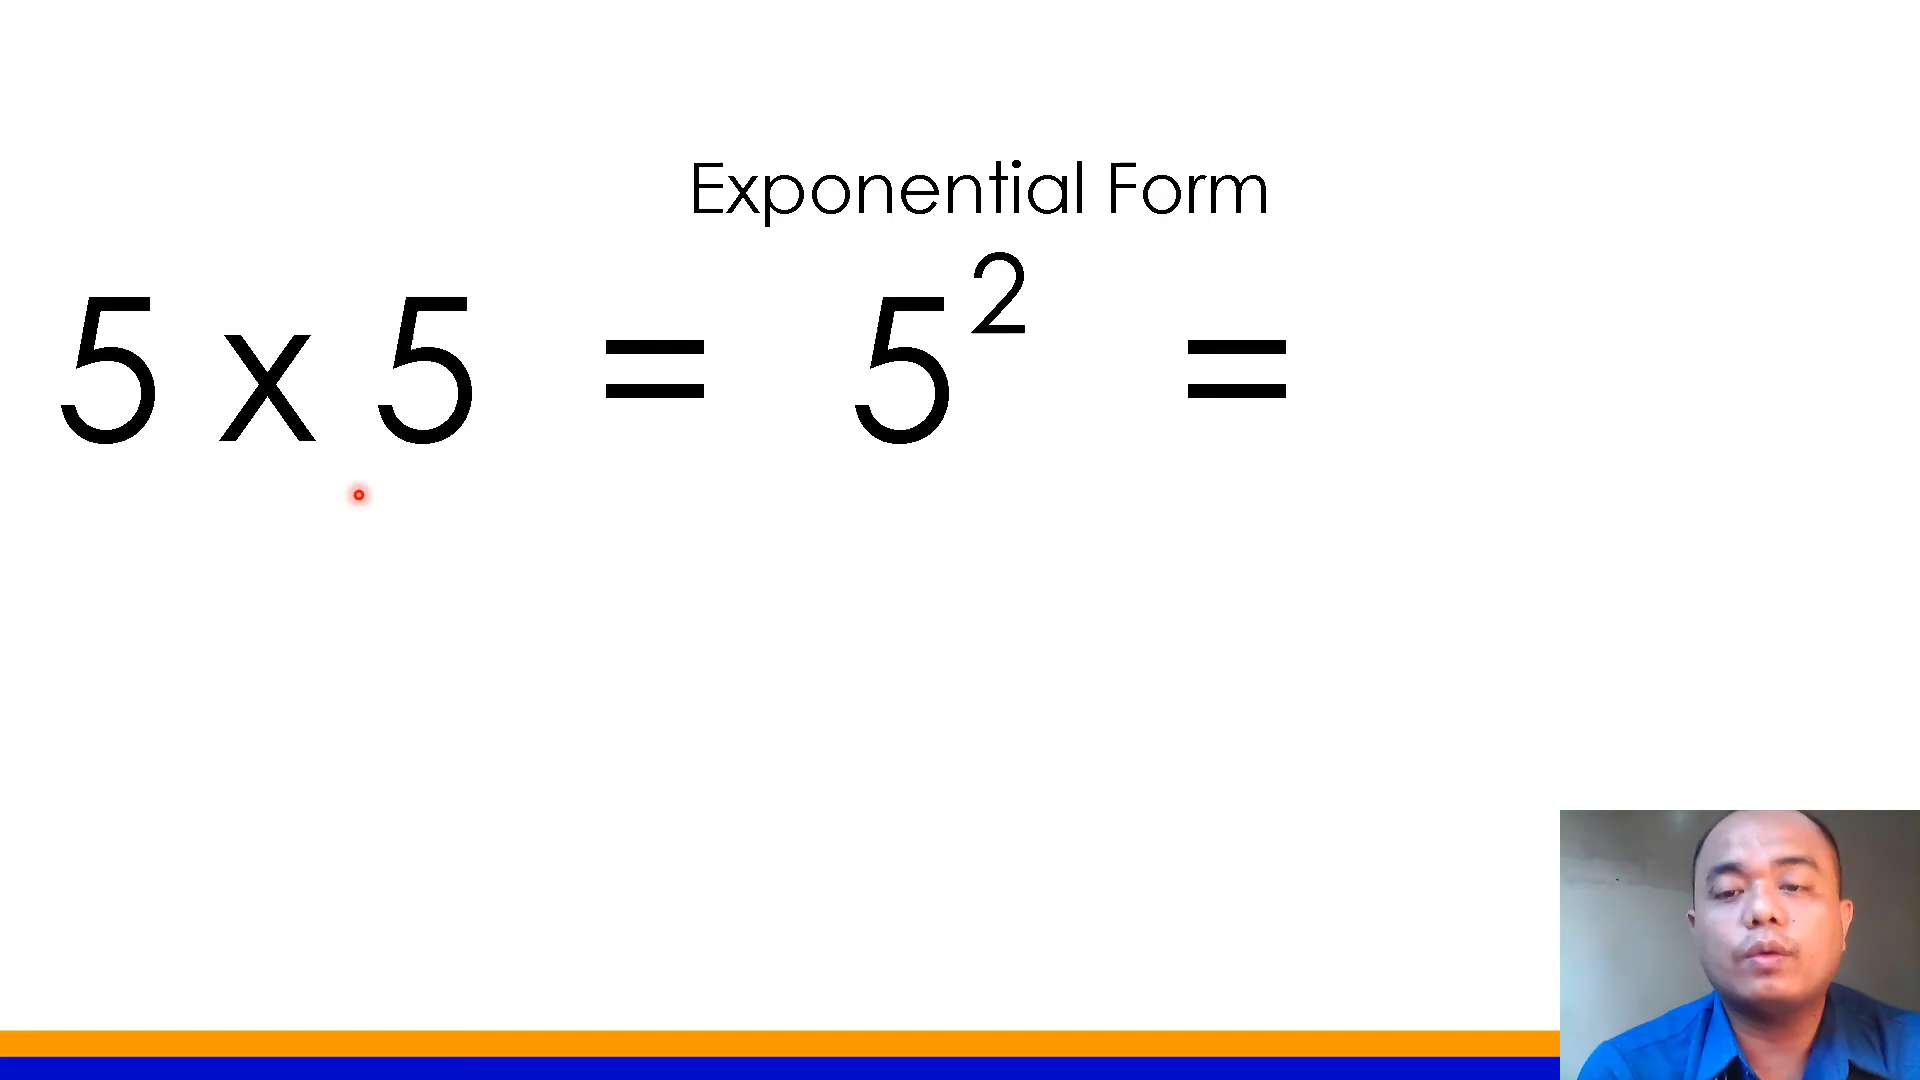 Exponential Form
5 x 5 = 5² =